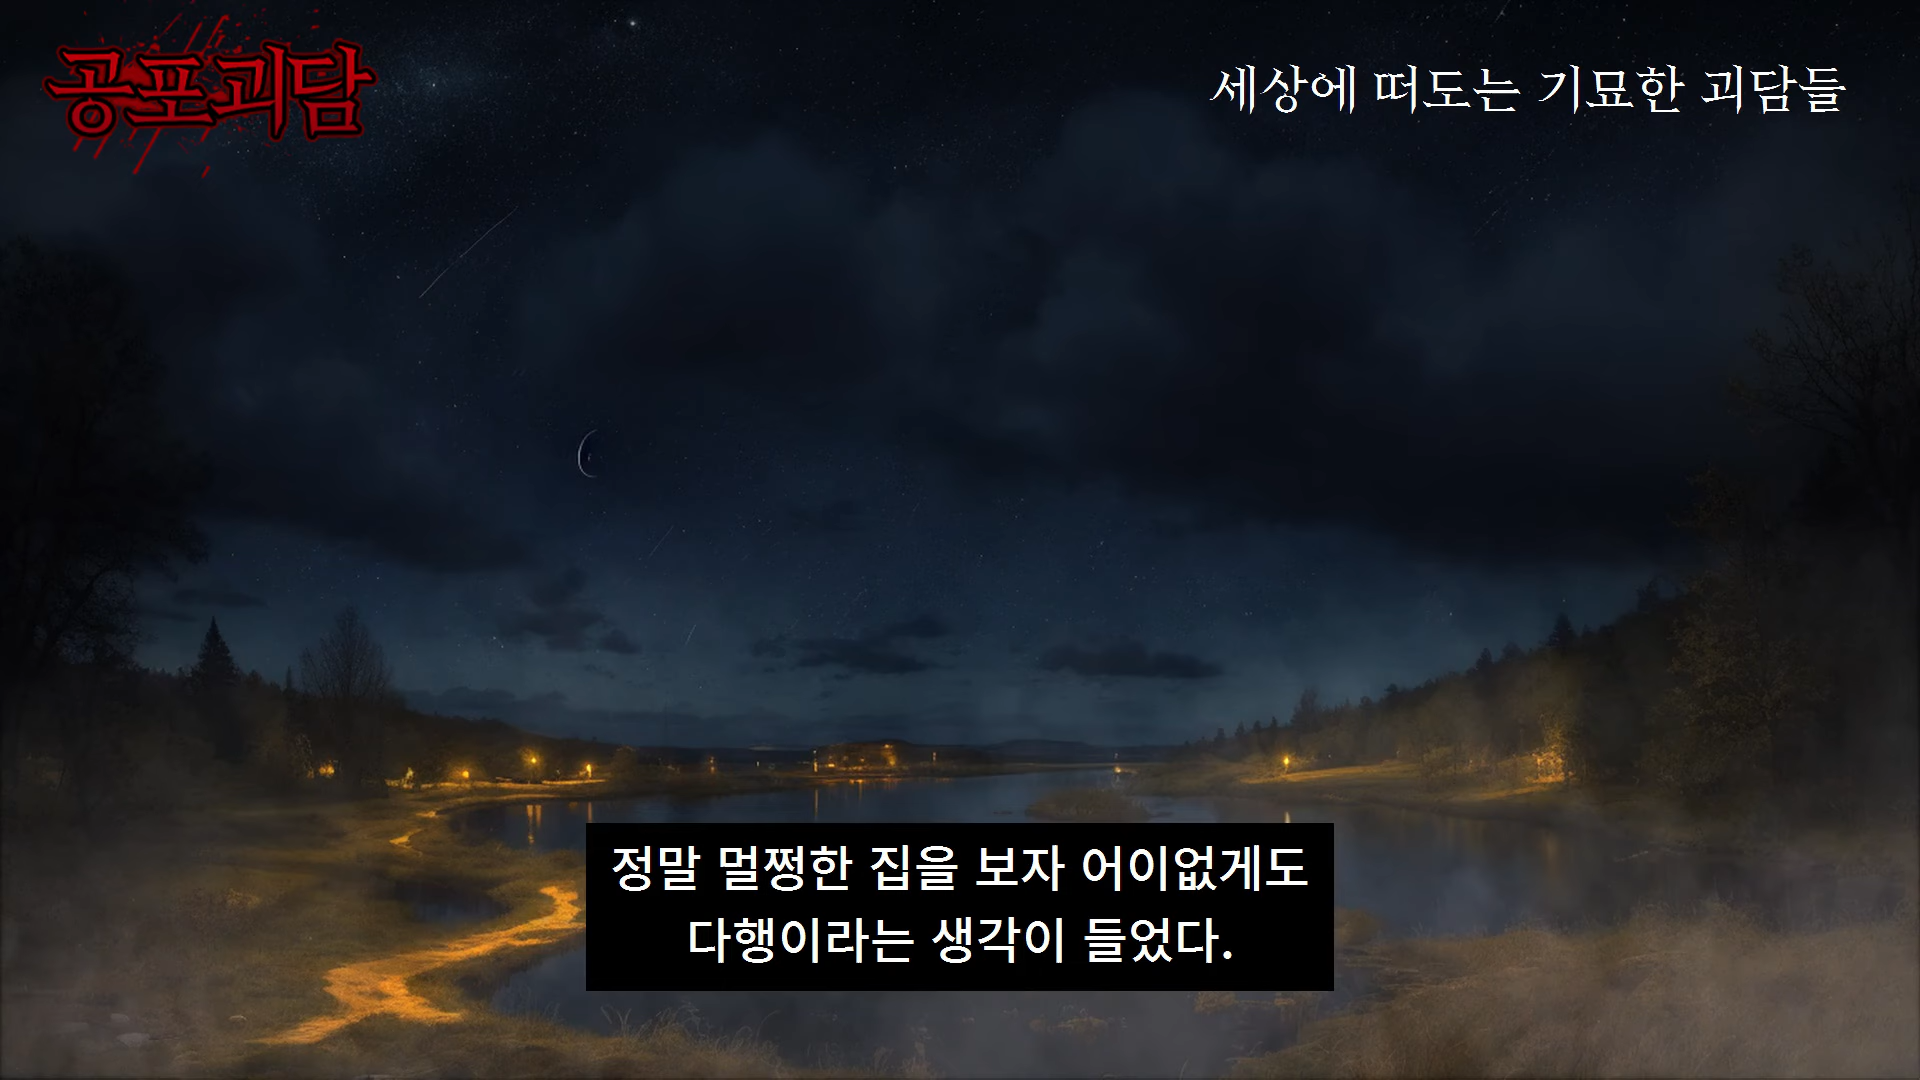 공포괴담
세상에 떠도는 기묘한 괴담들
정말 멀쩡한 집을 보자 어이없게도
다행이라는 생각이 들었다.